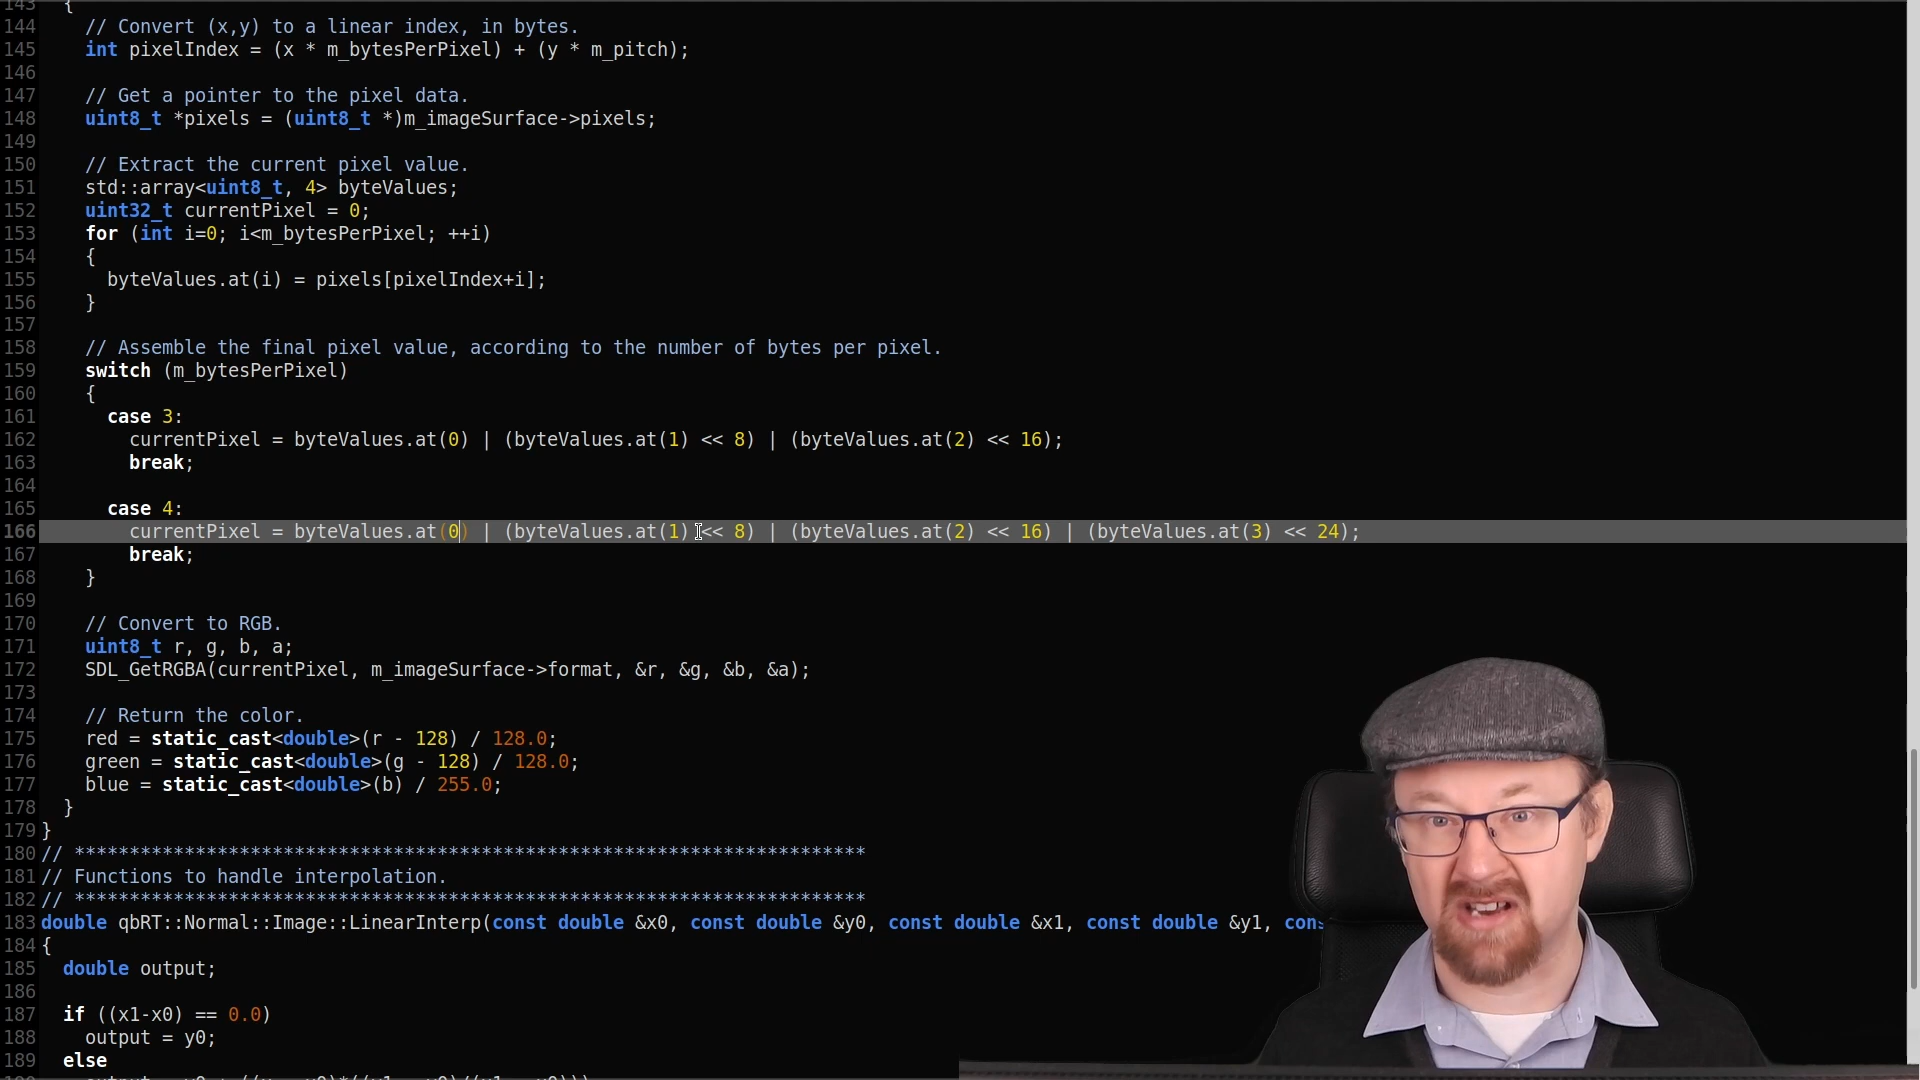 143 {
144 // Convert (x,y) to a linear index, in bytes.
145 int pixelIndex = (x * m_bytesPerPixel) + (y * m_pitch);
146
147 // Get a pointer to the pixel data.
148 uint8_t *pixels = (uint8_t *)m_imageSurface->pixels;
149
150 // Extract the current pixel value.
151 std::array<uint8_t, 4> byteValues;
152 uint32_t currentPixel = 0;
153 for (int i=0; i<m_bytesPerPixel; ++i)
154 {
155 byteValues.at(i) = pixels[pixelIndex+i];
156 }
157
158 // Assemble the final pixel value, according to the number of bytes per pixel.
159 switch (m_bytesPerPixel)
160 {
161 case 3:
162 currentPixel = byteValues.at(0) | (byteValues.at(1) << 8) | (byteValues.at(2) << 16);
163 break;
164
165 case 4:
166 currentPixel = byteValues.at(0) | (byteValues.at(1) << 8) | (byteValues.at(2) << 16) | (byteValues.at(3) << 24);
167 break;
168 }
169
170 // Convert to RGB.
171 uint8_t r, g, b, a;
172 SDL_GetRGBA(currentPixel, m_imageSurface->format, &r, &g, &b, &a);
173
174 // Return the color.
175 red = static_cast<double>(r - 128) / 128.0;
176 green = static_cast<double>(g - 128) / 128.0;
177 blue = static_cast<double>(b) / 255.0;
178 }
179 }
180 // ************************************************************************
181 // Functions to handle interpolation.
182 // ************************************************************************
183 double qbRT::Normal::Image::LinearInterp(const double &x0, const double &y0, const double &x1, const double &y1, cons
184 {
185 double output;
186
187 if ((x1-x0) == 0.0)
188 output = y0;
189 else